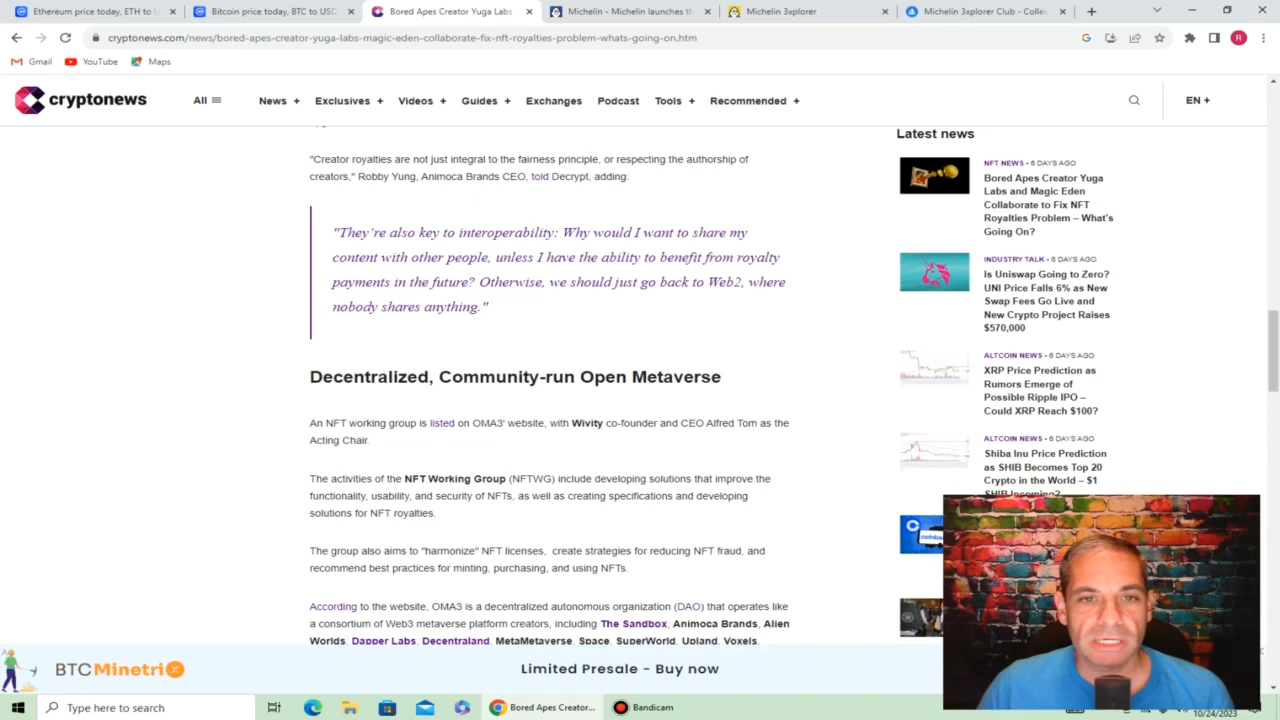 Ethereum price today, ETH to U
Bitcoin price today, BTC to USD
Bored Apes Creator Yuga Labs
Michelin - Michelin launches th
Michelin 3xplorer
Michelin 3xplorer Club - Collec
cryptonews.com/news/bored-apes-creator-yuga-labs-magic-eden-collaborate-fix-nft-royalties-problem-whats-going-on.htm
R
Gmail
YouTube
Maps
cryptonews
All
News +
Exclusives +
Videos +
Guides +
Exchanges
Podcast
Tools +
Recommended +
EN +
"Creator royalties are not just integral to the fairness principle, or respecting the authorship of
creators," Robby Yung, Animoca Brands CEO, told Decrypt, adding:
"They're also key to interoperability: Why would I want to share my
content with other people, unless I have the ability to benefit from royalty
payments in the future? Otherwise, we should just go back to Web2, where
nobody shares anything."
Decentralized, Community-run Open Metaverse
An NFT working group is listed on OMA3' website, with Wivity co-founder and CEO Alfred Tom as the
Acting Chair.
The activities of the NFT Working Group (NFTWG) include developing solutions that improve the
functionality, usability, and security of NFTs, as well as creating specifications and developing
solutions for NFT royalties.
The group also aims to "harmonize" NFT licenses, create strategies for reducing NFT fraud, and
recommend best practices for minting, purchasing, and using NFTs.
According to the website, OMA3 is a decentralized autonomous organization (DAO) that operates like
a consortium of Web3 metaverse platform creators, including The Sandbox, Animoca Brands, Alien
Worlds, Dapper Labs, Decentraland, MetaMetaverse, Space, SuperWorld, Upland, Voxels,
Latest news
NFT NEWS • 6 DAYS AGO
Bored Apes Creator Yuga
Labs and Magic Eden
Collaborate to Fix NFT
Royalties Problem – What's
Going On?
INDUSTRY TALK • 6 DAYS AGO
Is Uniswap Going to Zero?
UNI Price Falls 6% as New
Swap Fees Go Live and
New Crypto Project Raises
$570,000
ALTCOIN NEWS • 6 DAYS AGO
XRP Price Prediction as
Rumors Emerge of
Possible Ripple IPO –
Could XRP Reach $100?
ALTCOIN NEWS • 6 DAYS AGO
Shiba Inu Price Prediction
as SHIB Becomes Top 20
Crypto in the World – $1
SHIB Incoming?
BTCMinetrix
Limited Presale - Buy now
Type here to search
Bored Apes Creator...
Bandicam
10/24/2023